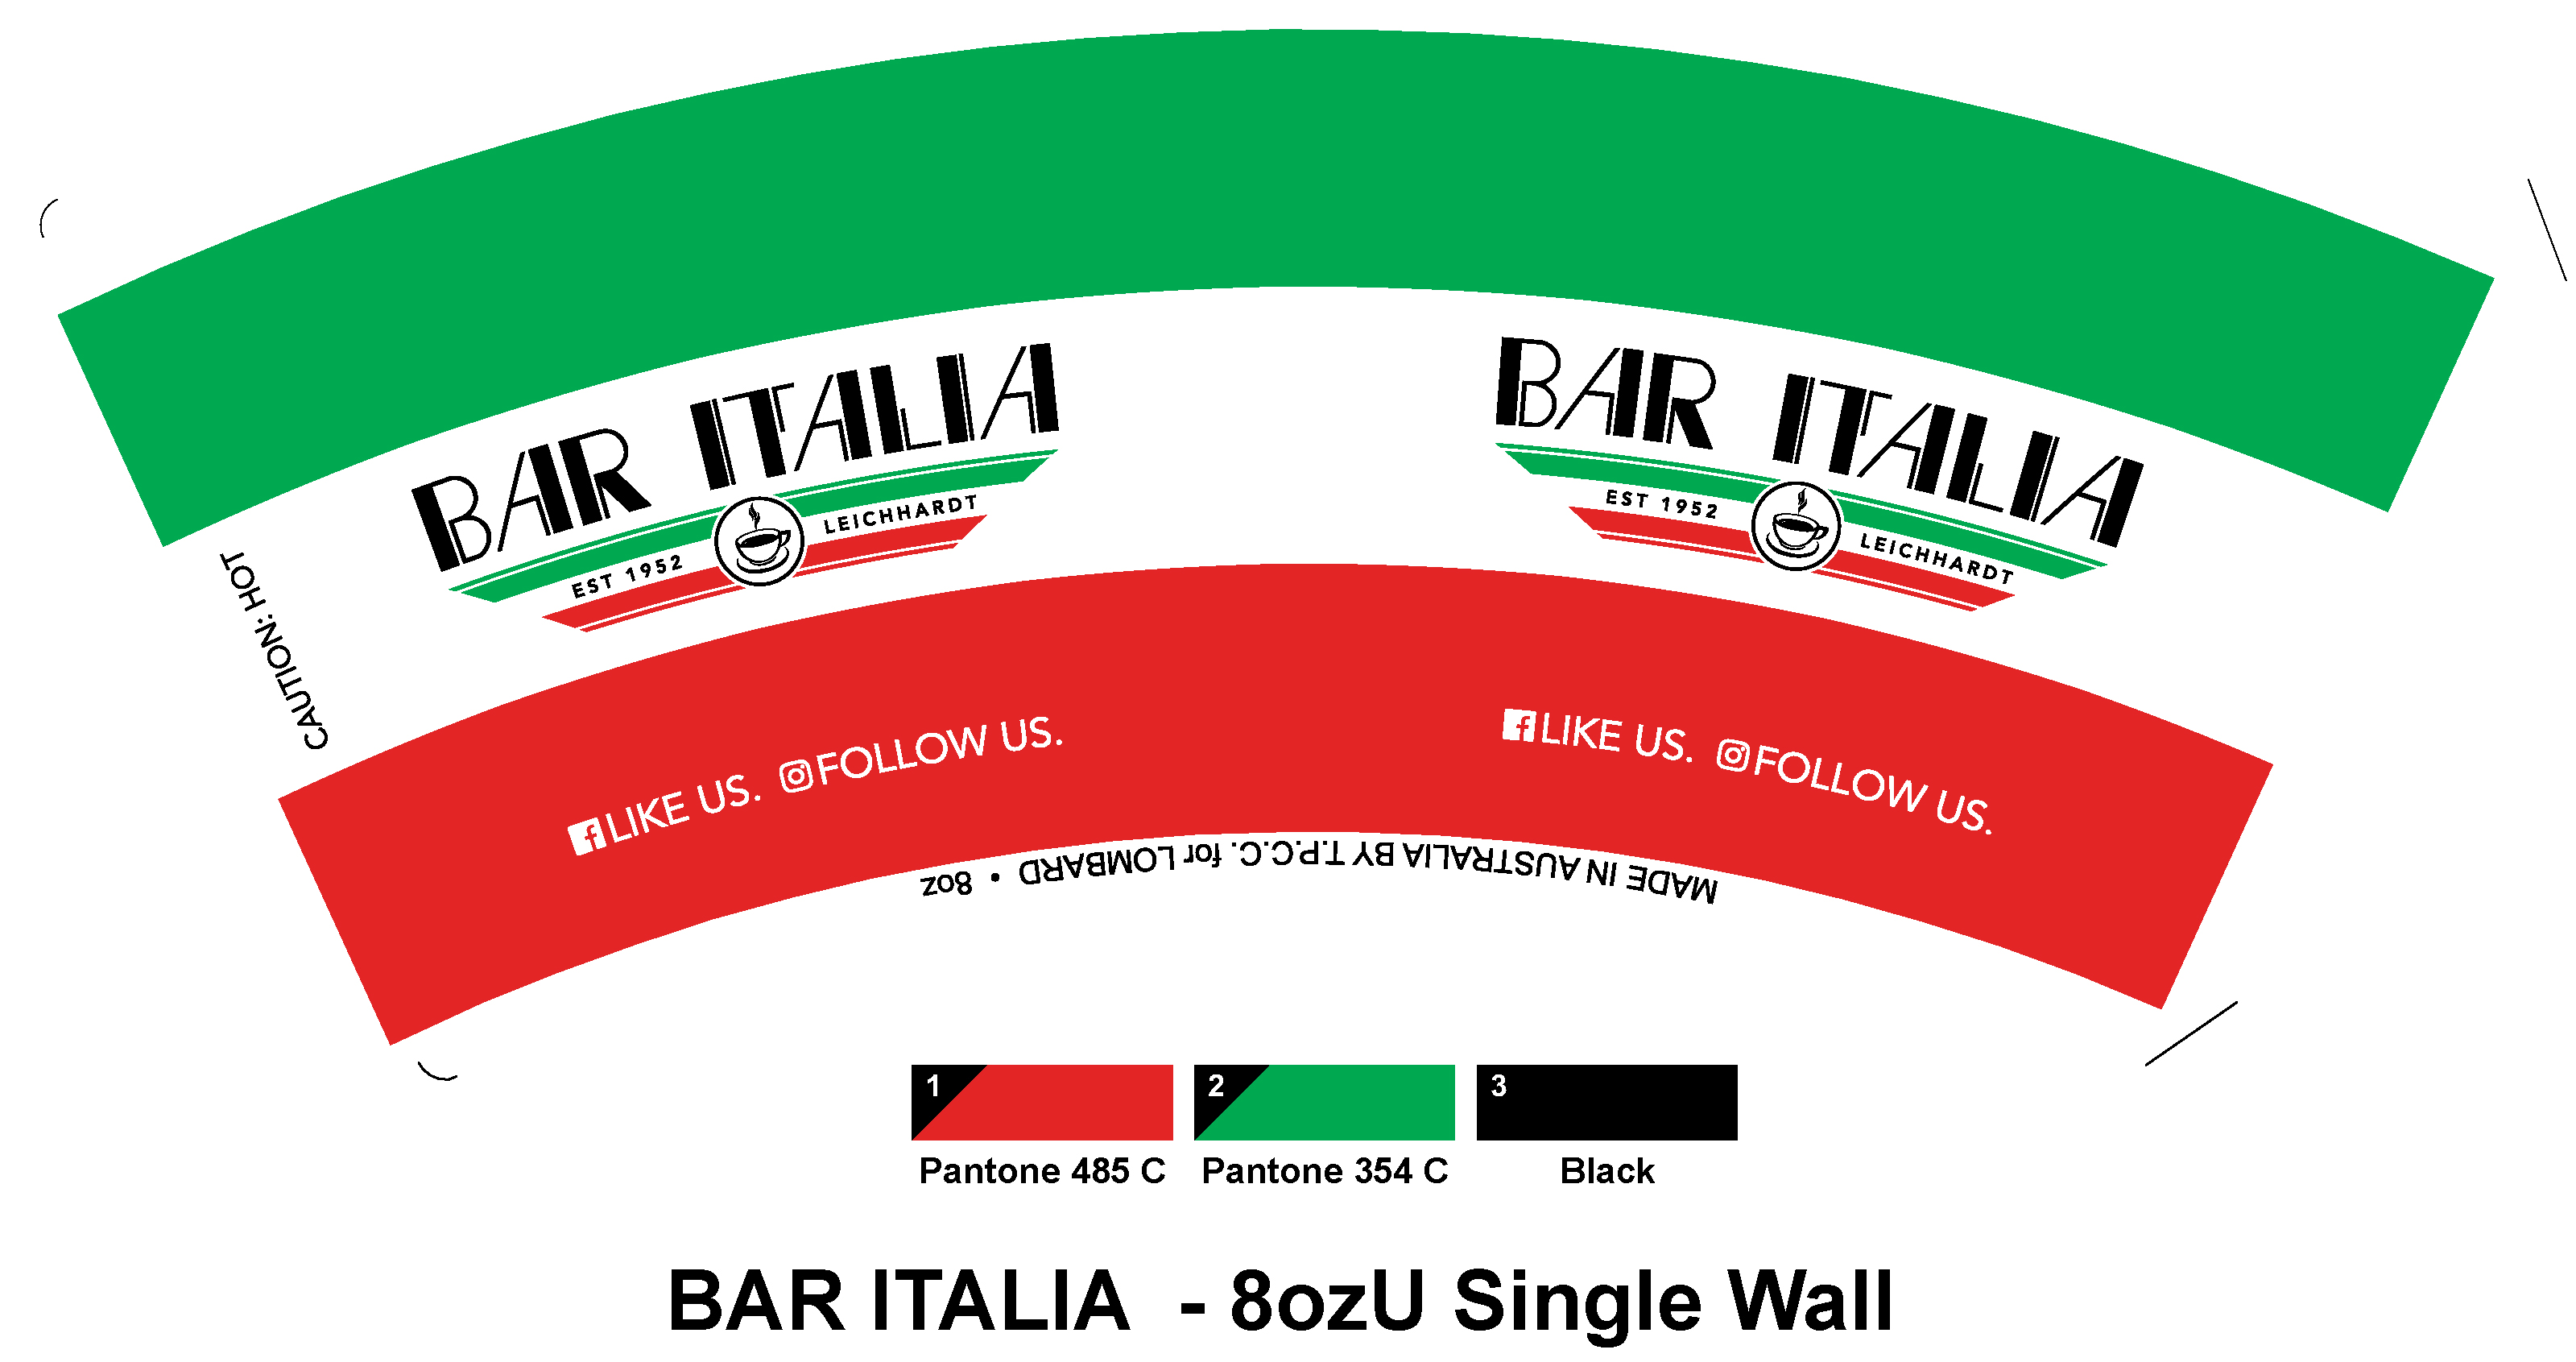 BAR ITALIA
EST 1952 LEICHHARDT
BAR ITALIA
EST 1952 LEICHHARDT
CAUTION: HOT
LIKE US. FOLLOW US.
LIKE US. FOLLOW US.
MADE IN AUSTRALIA BY T.P.C.C. for LOMBARD • 8oz
1 2 3
Pantone 485 C Pantone 354 C Black
BAR ITALIA - 8ozU Single Wall